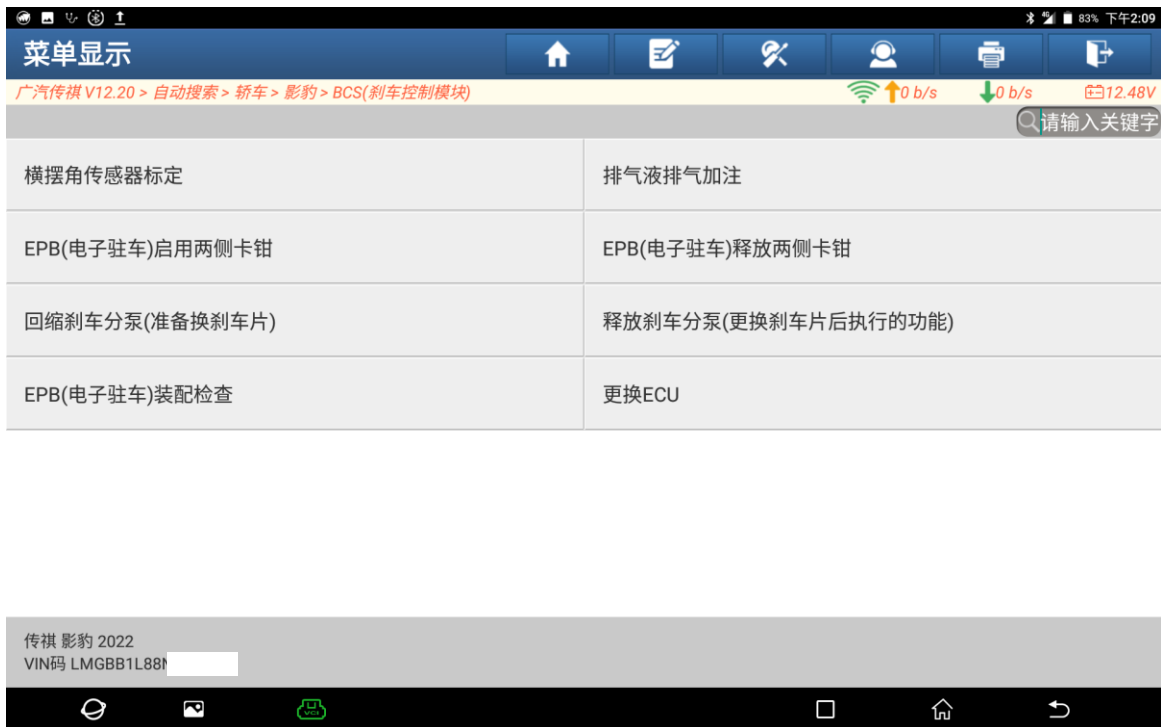 83% 下午2:09
菜单显示
广汽传祺 V12.20 > 自动搜索 > 轿车 > 影豹 > BCS(刹车控制模块)
0 b/s 0 b/s 12.48V
请输入关键字
横摆角传感器标定
排气液排气加注
EPB(电子驻车)启用两侧卡钳
EPB(电子驻车)释放两侧卡钳
回缩刹车分泵(准备换刹车片)
释放刹车分泵(更换刹车片后执行的功能)
EPB(电子驻车)装配检查
更换ECU
传祺 影豹 2022
VIN码 LMGBB1L88N
VCI